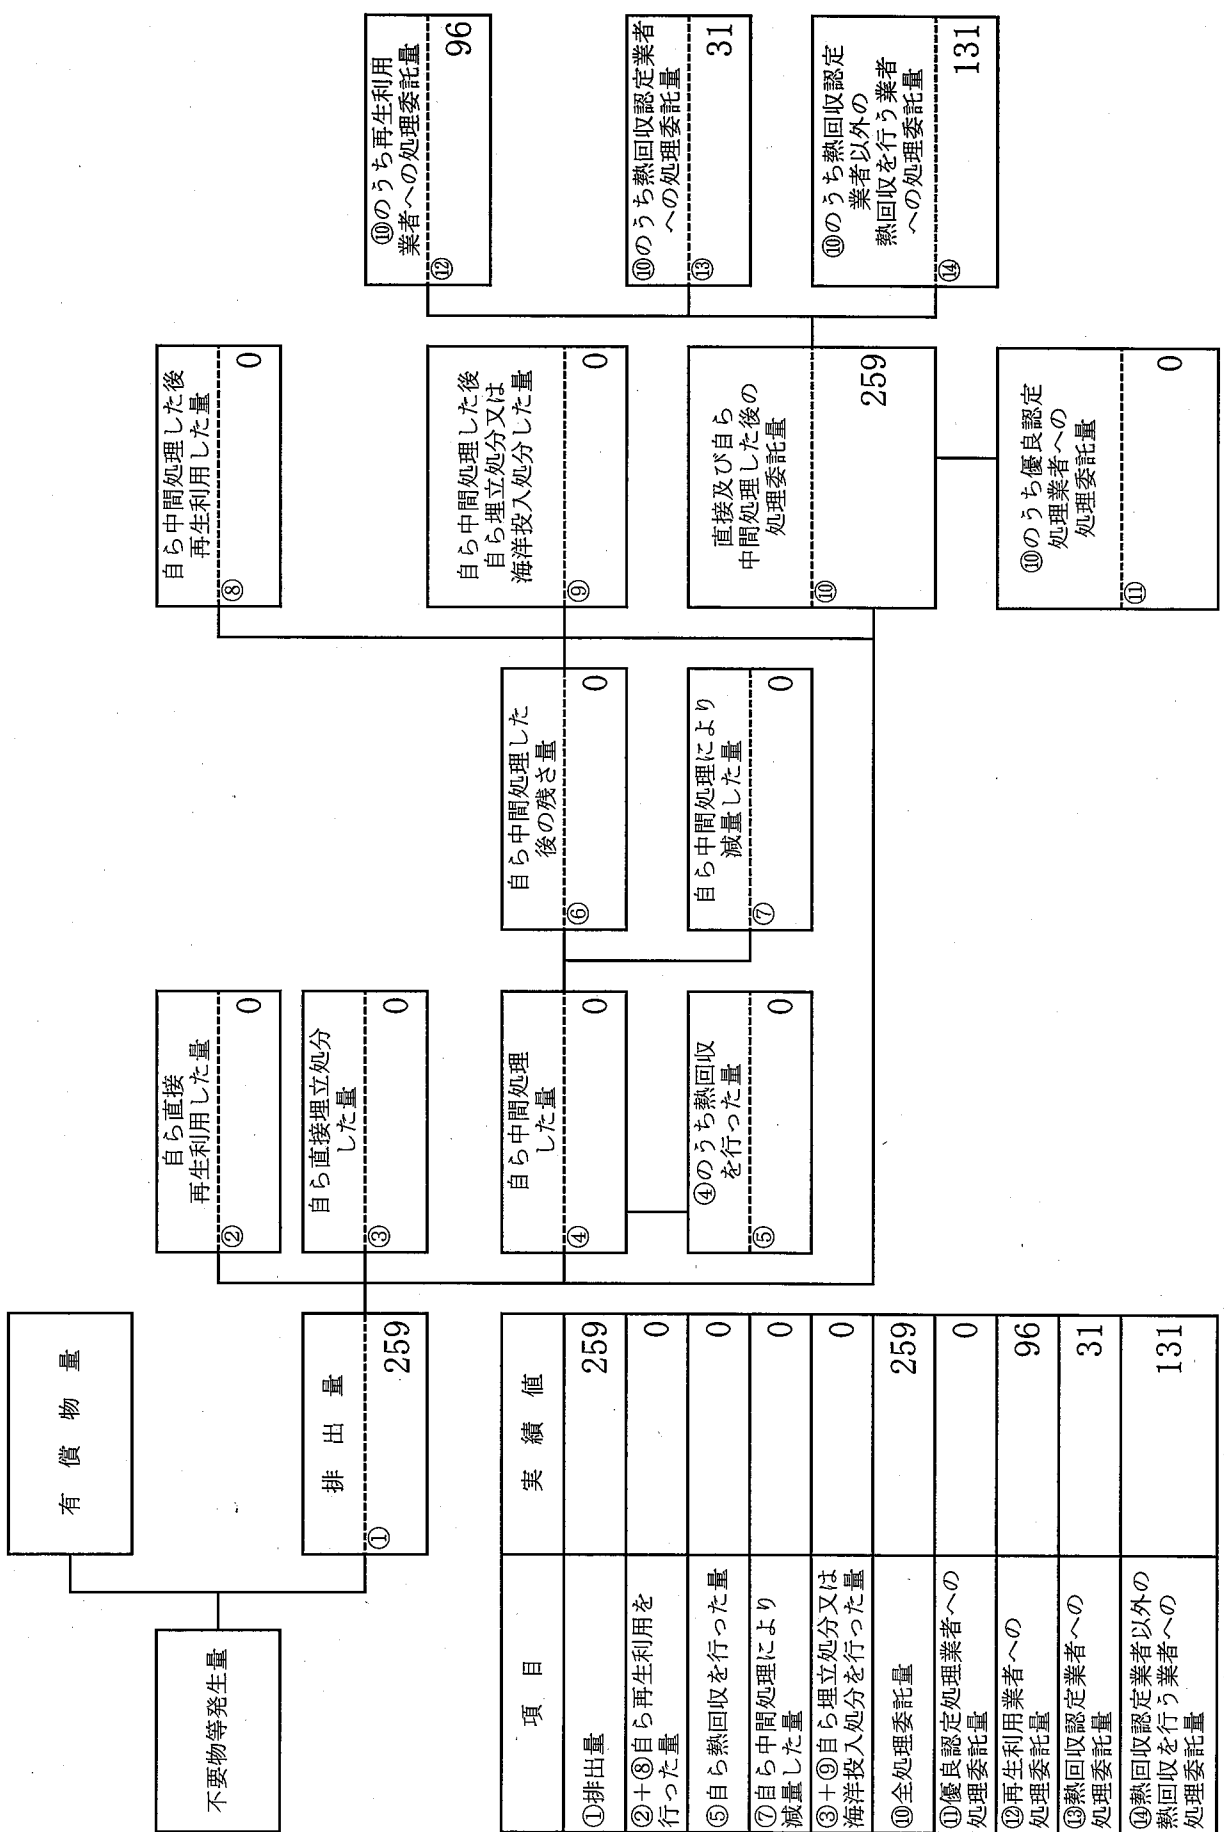 不要物等発生量
有償物量
排出量
①
259
自ら直接
再生利用した量
②
0
自ら直接埋立処分
した量
③
0
自ら中間処理
した量
④
0
④のうち熱回収
を行った量
⑤
0
自ら中間処理した
後の残さ量
⑥
0
自ら中間処理により
減量した量
⑦
0
自ら中間処理した後
再生利用した量
⑧
0
自ら中間処理した後
自ら埋立処分又は
海洋投入処分した量
⑨
0
直接及び自ら
中間処理した後の
処理委託量
⑩
259
⑩のうち優良認定
処理業者への
処理委託量
⑪
0
⑩のうち再生利用
業者への処理委託量
⑫
96
⑩のうち熱回収認定業者
への処理委託量
⑬
31
⑩のうち熱回収認定
業者以外の
熱回収を行う業者
への処理委託量
⑭
131
項目 実績値
①排出量 259
②+⑧自ら再生利用を
行った量 0
⑤自ら熱回収を行った量 0
⑦自ら中間処理により
減量した量 0
③+⑨自ら埋立処分又は
海洋投入処分を行った量 0
⑩全処理委託量 259
⑪優良認定処理業者への
処理委託量 0
⑫再生利用業者への
処理委託量 96
⑬熱回収認定業者への
処理委託量 31
⑭熱回収認定業者以外の
熱回収を行う業者への
処理委託量 131